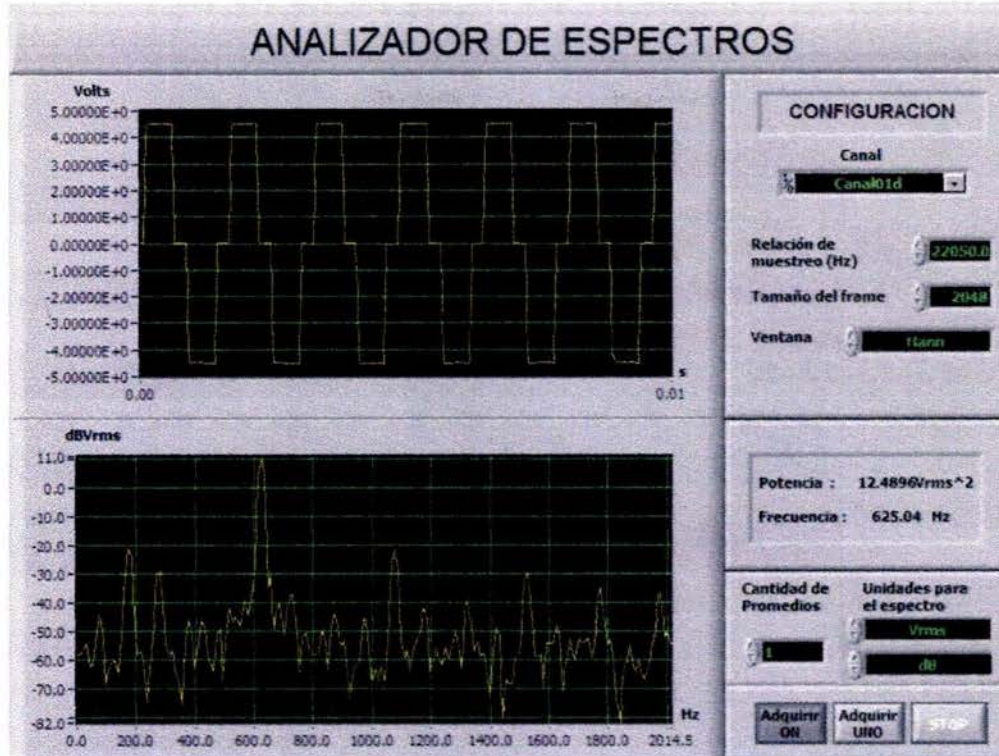 ANALIZADOR DE ESPECTROS
Volts
5.00000E+0
4.00000E+0
3.00000E+0
2.00000E+0
1.00000E+0
0.00000E+0
-1.00000E+0
-2.00000E+0
-3.00000E+0
-4.00000E+0
-5.00000E+0
s
0.00
0.01
CONFIGURACION
Canal
Canal01d
Relación de
muestreo (Hz)
22050.0
Tamaño del frame
2048
Ventana
Hann
dBVrms
11.0
0.0
-10.0
-20.0
-30.0
-40.0
-50.0
-60.0
-70.0
-82.0
Hz
0.0 200.0 400.0 600.0 800.0 1000.0 1200.0 1400.0 1600.0 1800.0 2014.5
Potencia : 12.4896Vrms^2
Frecuencia : 625.04 Hz
Cantidad de
Promedios
1
Unidades para
el espectro
Vrms
dB
Adquirir
ON
Adquirir
UNO
STOP